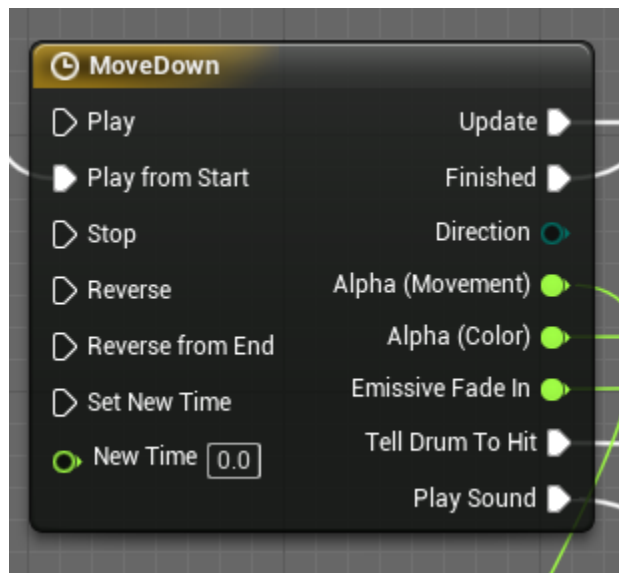 MoveDown
Play
Update
Play from Start
Finished
Stop
Direction
Reverse
Alpha (Movement)
Reverse from End
Alpha (Color)
Set New Time
Emissive Fade In
New Time 0.0
Tell Drum To Hit
Play Sound